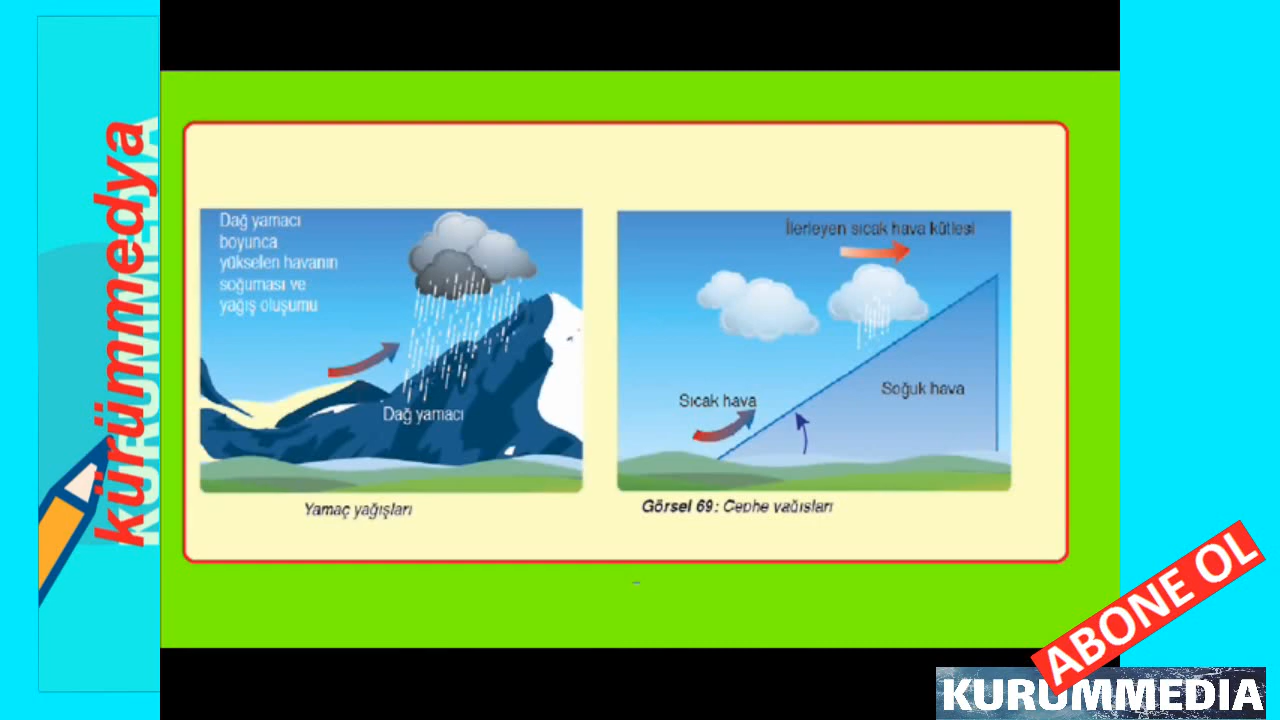 kürümmedya
KURUMMEDYA
Dağ yamacı
boyunca
yükselen havanın
soğuması ve
yağış oluşumu
Dağ yamacı
Yamaç yağışları
İlerleyen sıcak hava kütlesi
Sıcak hava
Soğuk hava
Görsel 69: Cephe yağışları
ABONE OL
KURUMMEDIA